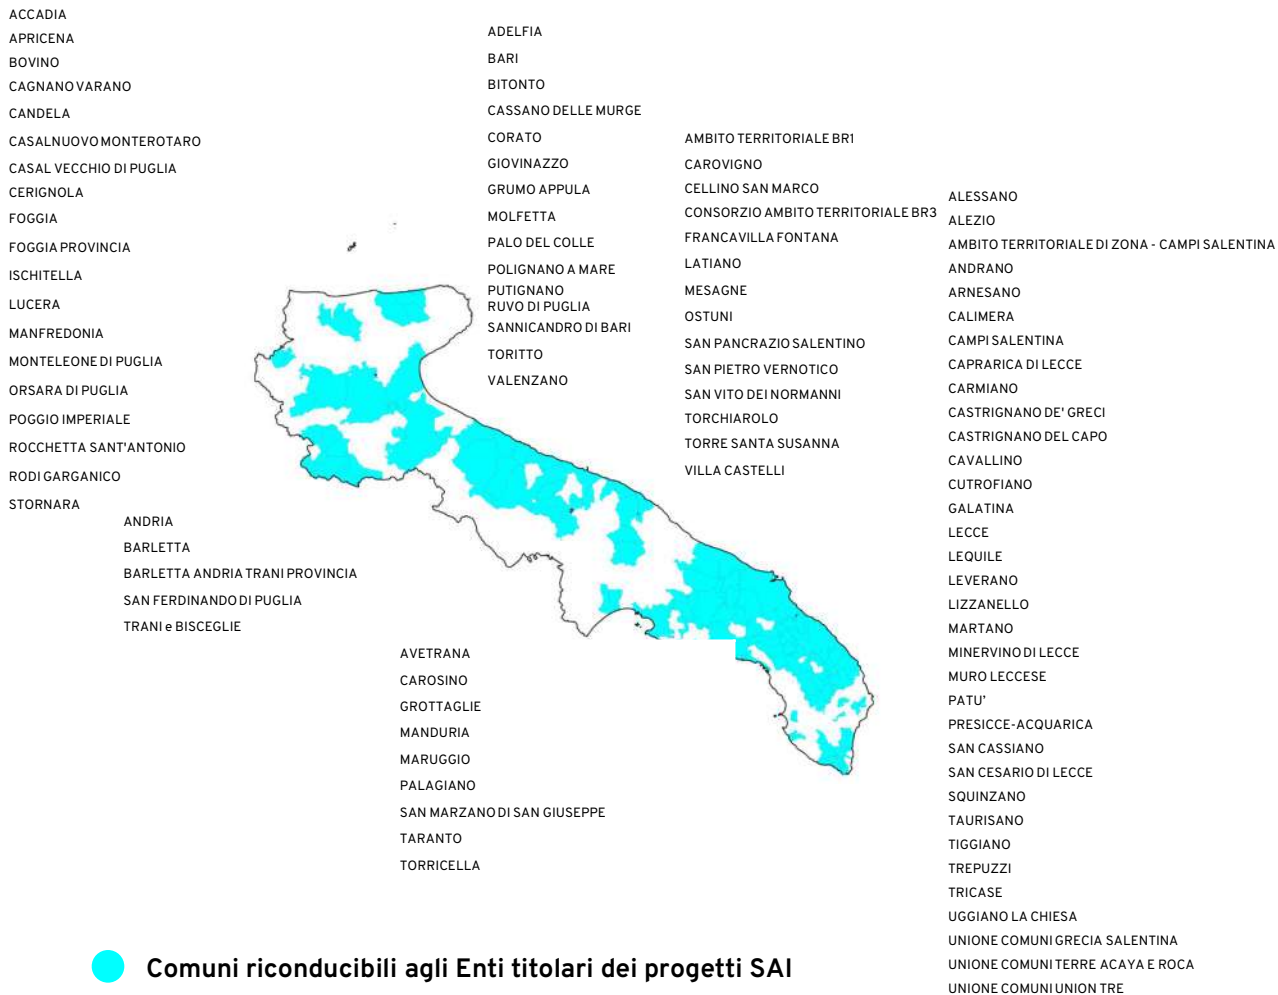 ACCADIA
APRICENA
BOVINO
CAGNANO VARANO
CANDELA
CASALNUOVO MONTEROTARO
CASAL VECCHIO DI PUGLIA
CERIGNOLA
FOGGIA
FOGGIA PROVINCIA
ISCHITELLA
LUCERA
MANFREDONIA
MONTELEONE DI PUGLIA
ORSARA DI PUGLIA
POGGIO IMPERIALE
ROCCHETTA SANT'ANTONIO
RODI GARGANICO
STORNARA
ANDRIA
BARLETTA
BARLETTA ANDRIA TRANI PROVINCIA
SAN FERDINANDO DI PUGLIA
TRANI e BISCEGLIE
ADELFIA
BARI
BITONTO
CASSANO DELLE MURGE
CORATO
GIOVINAZZO
GRUMO APPULA
MOLFETTA
PALO DEL COLLE
POLIGNANO A MARE
PUTIGNANO
RUVO DI PUGLIA
SANNICANDRO DI BARI
TORITTO
VALENZANO
AVETRANA
CAROSINO
GROTTAGLIE
MANDURIA
MARUGGIO
PALAGIANO
SAN MARZANO DI SAN GIUSEPPE
TARANTO
TORRICELLA
AMBITO TERRITORIALE BR1
CAROVIGNO
CELLINO SAN MARCO
CONSORZIO AMBITO TERRITORIALE BR3
FRANCAVILLA FONTANA
LATIANO
MESAGNE
OSTUNI
SAN PANCRAZIO SALENTINO
SAN PIETRO VERNOTICO
SAN VITO DEI NORMANNI
TORCHIAROLO
TORRE SANTA SUSANNA
VILLA CASTELLI
ALESSANO
ALEZIO
AMBITO TERRITORIALE DI ZONA - CAMPI SALENTINA
ANDRANO
ARNESANO
CALIMERA
CAMPI SALENTINA
CAPRARICA DI LECCE
CARMIANO
CASTRIGNANO DE' GRECI
CASTRIGNANO DEL CAPO
CAVALLINO
CUTROFIANO
GALATINA
LECCE
LEQUILE
LEVERANO
LIZZANELLO
MARTANO
MINERVINO DI LECCE
MURO LECCESE
PATU’
PRESICCE-ACQUARICA
SAN CASSIANO
SAN CESARIO DI LECCE
SQUINZANO
TAURISANO
TIGGIANO
TREPUZZI
TRICASE
UGGIANO LA CHIESA
UNIONE COMUNI GRECIA SALENTINA
UNIONE COMUNI TERRE ACAYA E ROCA
UNIONE COMUNI UNION TRE
Comuni riconducibili agli Enti titolari dei progetti SAI